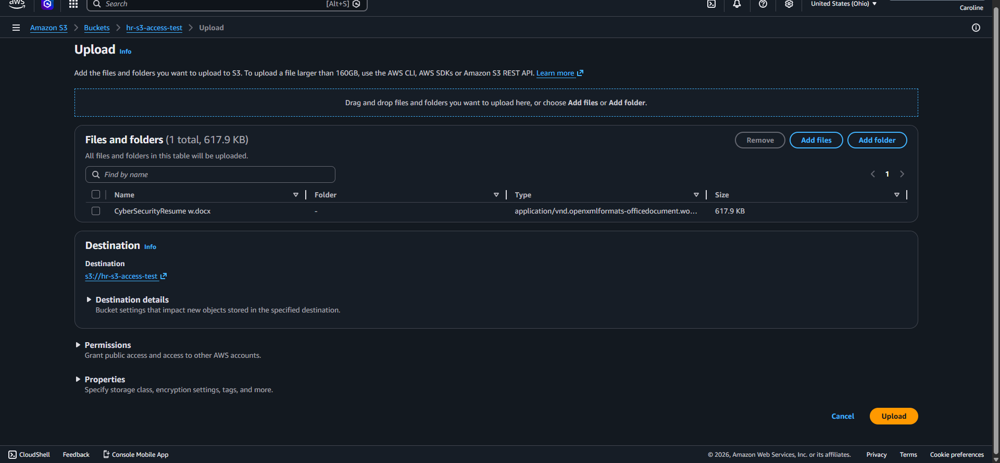 aws
Search [Alt+S]
United States (Ohio)
Caroline
Amazon S3 Buckets hr-s3-access-test Upload
Upload Info
Add the files and folders you want to upload to S3. To upload a file larger than 160GB, use the AWS CLI, AWS SDKs or Amazon S3 REST API. Learn more
Drag and drop files and folders you want to upload here, or choose Add files or Add folder.
Files and folders (1 total, 617.9 KB)
Remove Add files Add folder
All files and folders in this table will be uploaded.
Find by name
1
Name Folder Type Size
CyberSecurityResume w.docx - application/vnd.openxmlformats-officedocument.wo... 617.9 KB
Destination Info
Destination
s3://hr-s3-access-test
Destination details
Bucket settings that impact new objects stored in the specified destination.
Permissions
Grant public access and access to other AWS accounts.
Properties
Specify storage class, encryption settings, tags, and more.
Cancel Upload
CloudShell Feedback Console Mobile App © 2026, Amazon Web Services, Inc. or its affiliates. Privacy Terms Cookie preferences